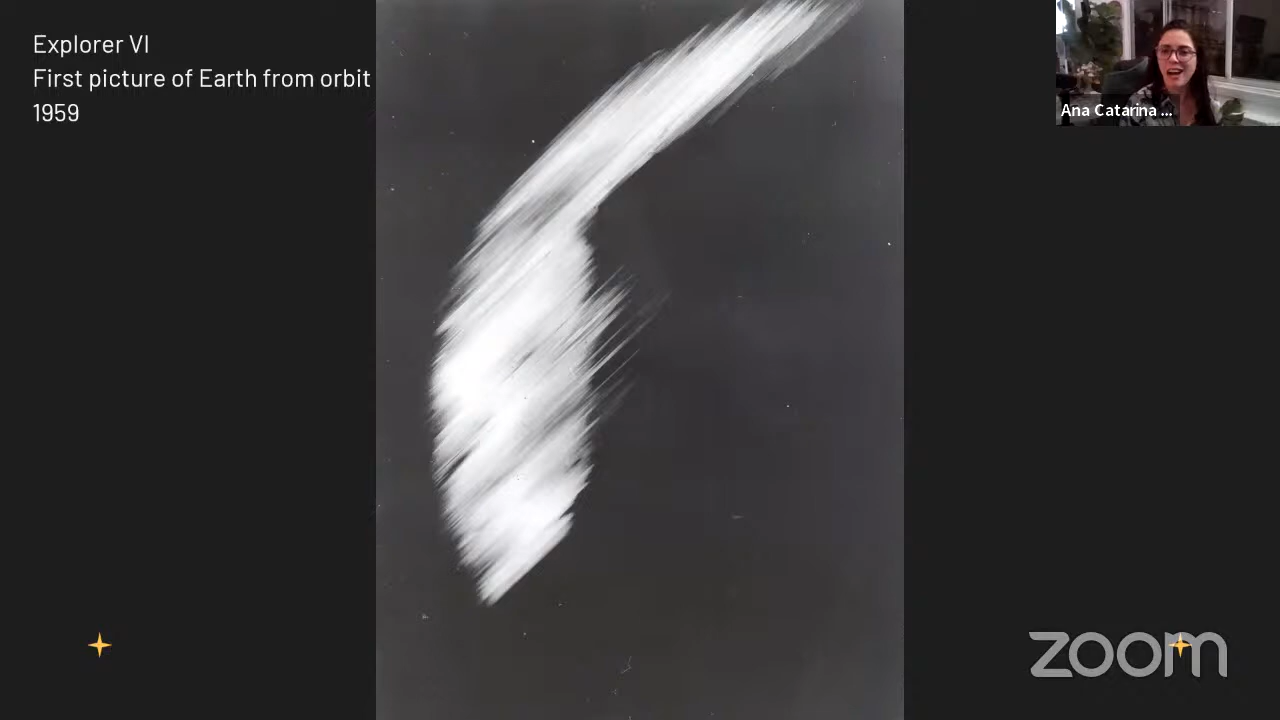 Explorer VI
First picture of Earth from orbit
1959
Ana Catarina ...
zoom